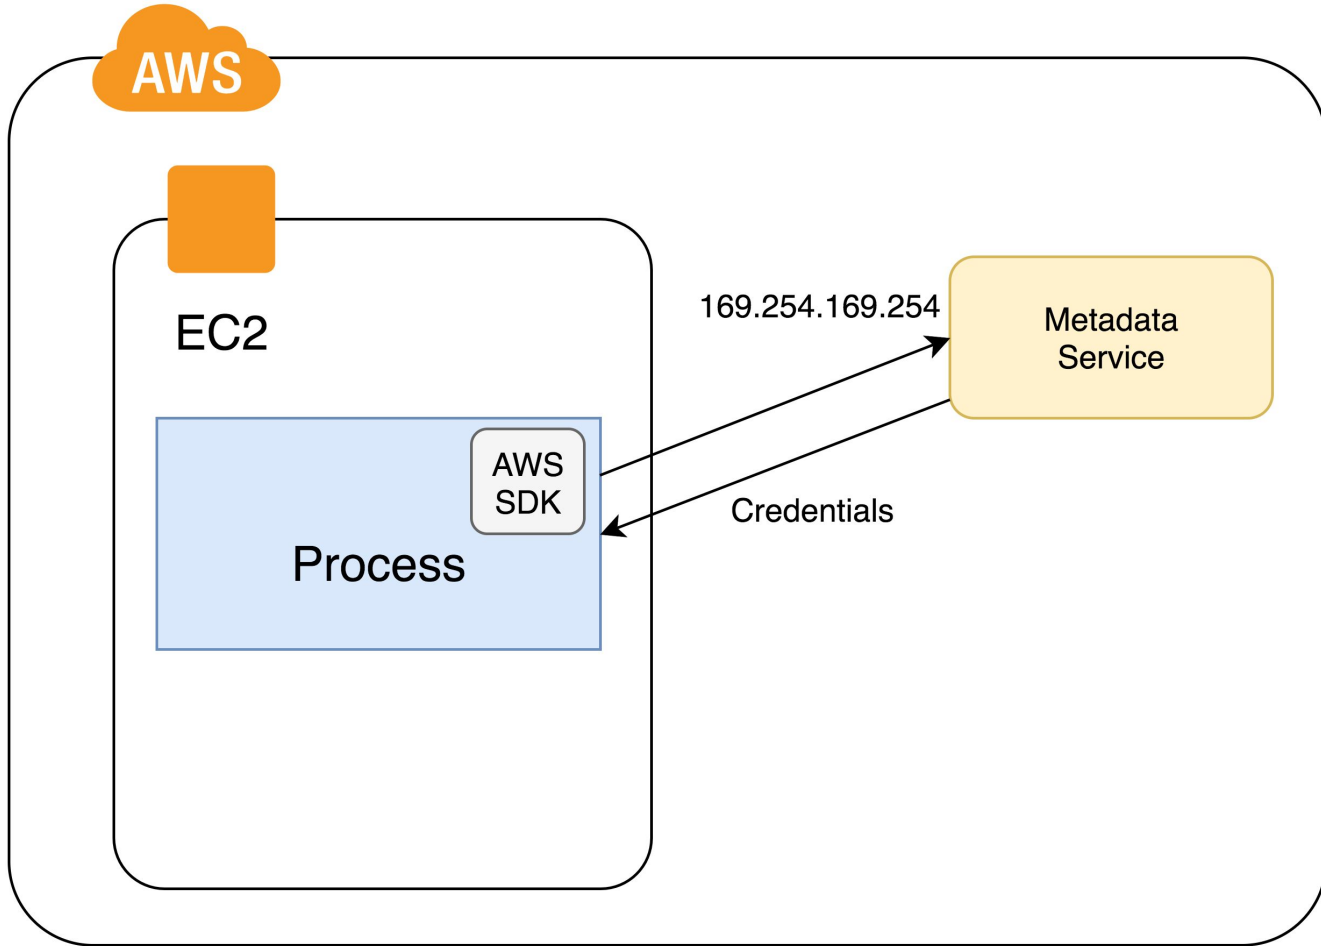 AWS
EC2
169.254.169.254
Metadata
Service
AWS
SDK
Credentials
Process